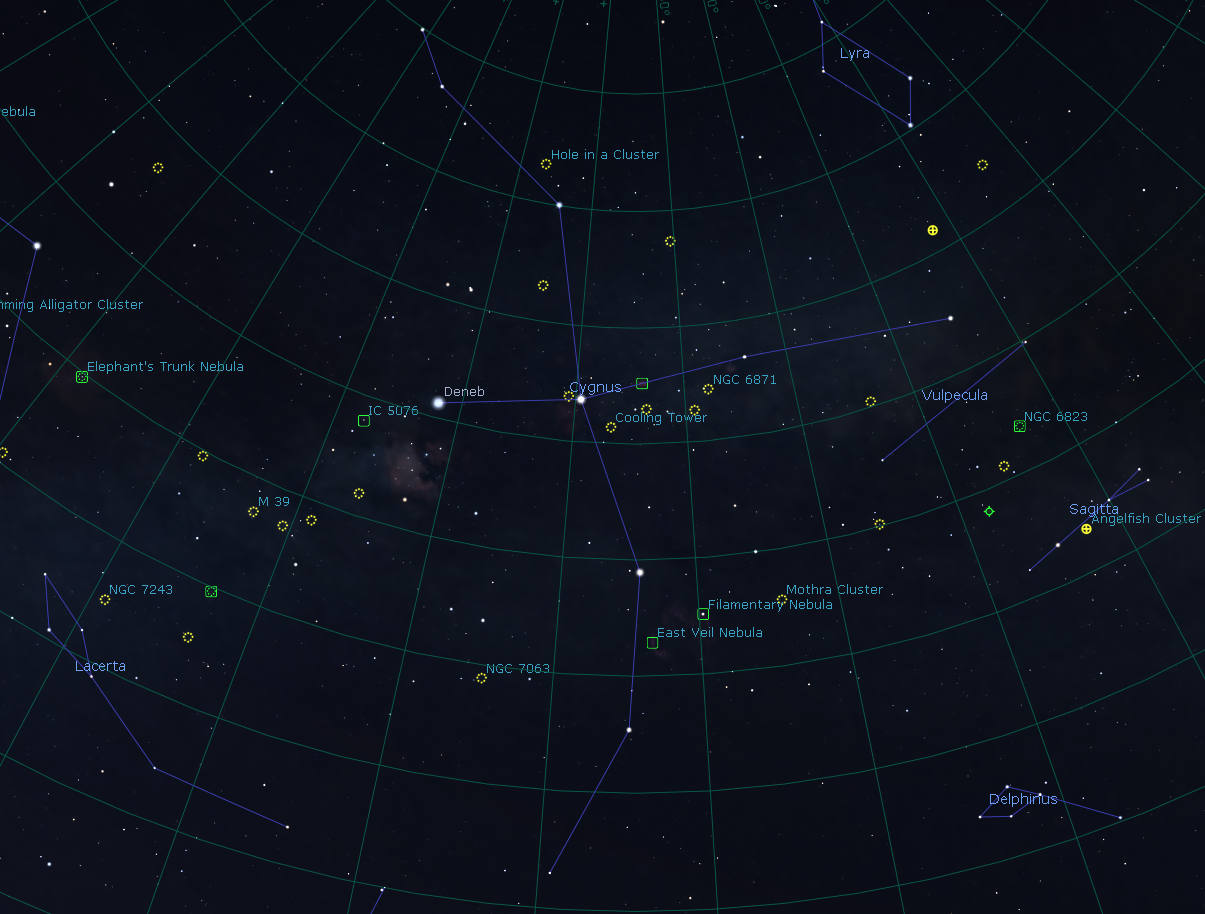 Lyra
ebula
Hole in a Cluster
mming Alligator Cluster
Elephant's Trunk Nebula
NGC 6871
Cygnus
Deneb
Vulpecula
IC 5076
Cooling Tower
NGC 6823
M 39
Sagitta
Angelfish Cluster
NGC 7243
Mothra Cluster
Filamentary Nebula
East Veil Nebula
Lacerta
NGC 7063
Delphinus